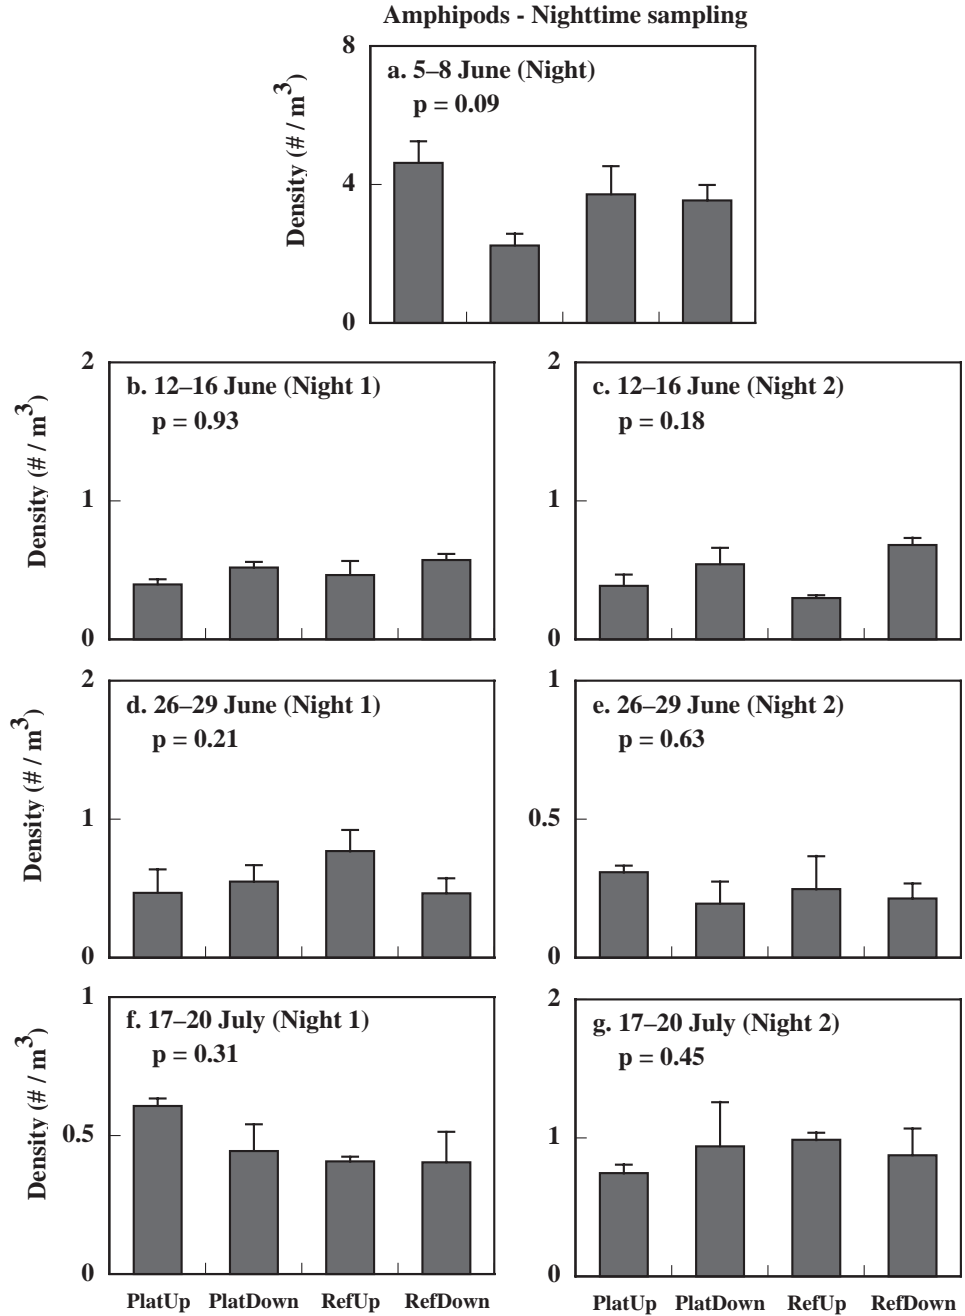 Amphipods - Nighttime sampling
8
a. 5–8 June (Night)
p = 0.09
Density (# / m3)
4
0
2
b. 12–16 June (Night 1)
p = 0.93
Density (# / m3)
1
0
2
c. 12–16 June (Night 2)
p = 0.18
1
0
2
d. 26–29 June (Night 1)
p = 0.21
Density (# / m3)
1
0
1
e. 26–29 June (Night 2)
p = 0.63
0.5
0
1
f. 17–20 July (Night 1)
p = 0.31
Density (# / m3)
0.5
0
PlatUp PlatDown RefUp RefDown
2
g. 17–20 July (Night 2)
p = 0.45
1
0
PlatUp PlatDown RefUp RefDown